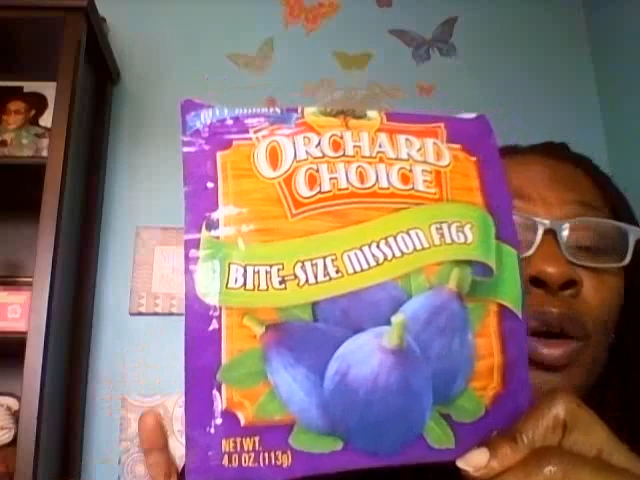 ORCHARD
CHOICE
BITE-SIZE MISSION FIGS
NET WT.
4.0 OZ. (113g)